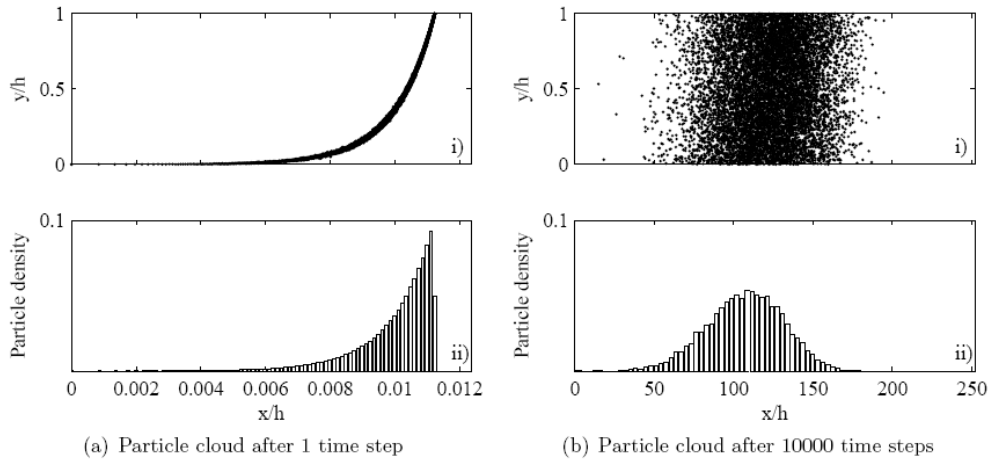 1
0.5
0
y/h
i)
1
0.5
0
y/h
i)
0.1
Particle density
ii)
0 0.002 0.004 0.006 0.008 0.01 0.012
x/h
0.1
Particle density
ii)
0 50 100 150 200 250
x/h
(a) Particle cloud after 1 time step
(b) Particle cloud after 10000 time steps